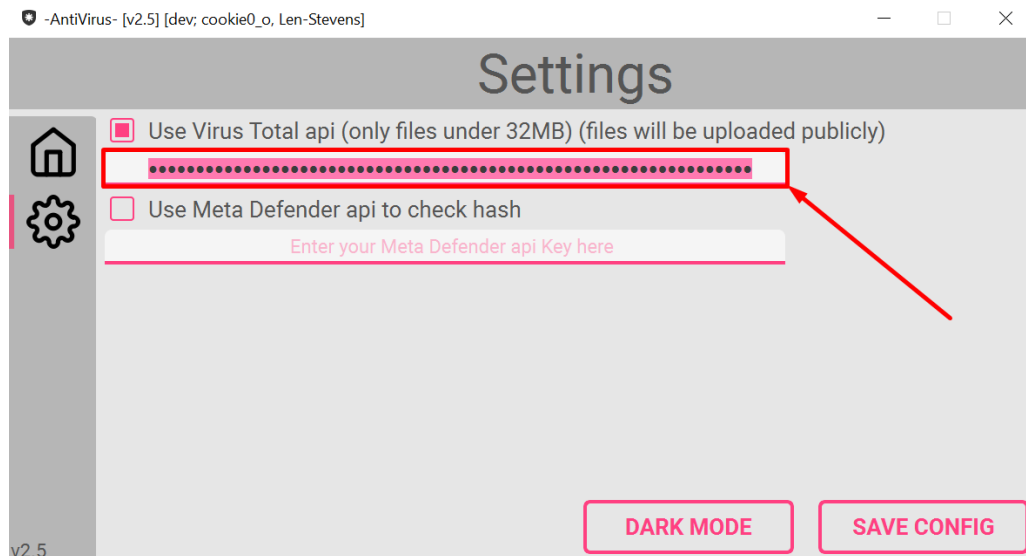 -AntiVirus- [v2.5] [dev; cookie0_o, Len-Stevens]
Settings
Use Virus Total api (only files under 32MB) (files will be uploaded publicly)
••••••••••••••••••••••••••••••••••••••••••••••••••••••••••••••••
Use Meta Defender api to check hash
Enter your Meta Defender api Key here
DARK MODE
SAVE CONFIG
v2.5